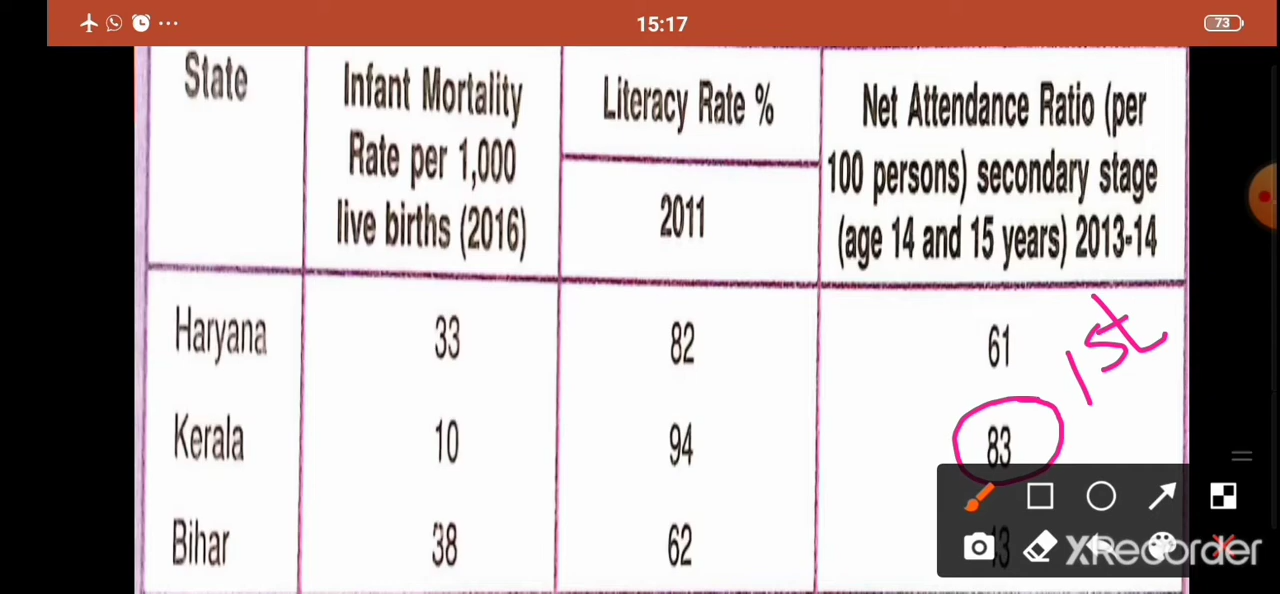 15:17
73
State
Infant Mortality
Rate per 1,000
live births (2016)
Literacy Rate %
2011
Net Attendance Ratio (per
100 persons) secondary stage
(age 14 and 15 years) 2013-14
Haryana 33 82 61
1st
Kerala 10 94 83
Bihar 38 62
XRecorder